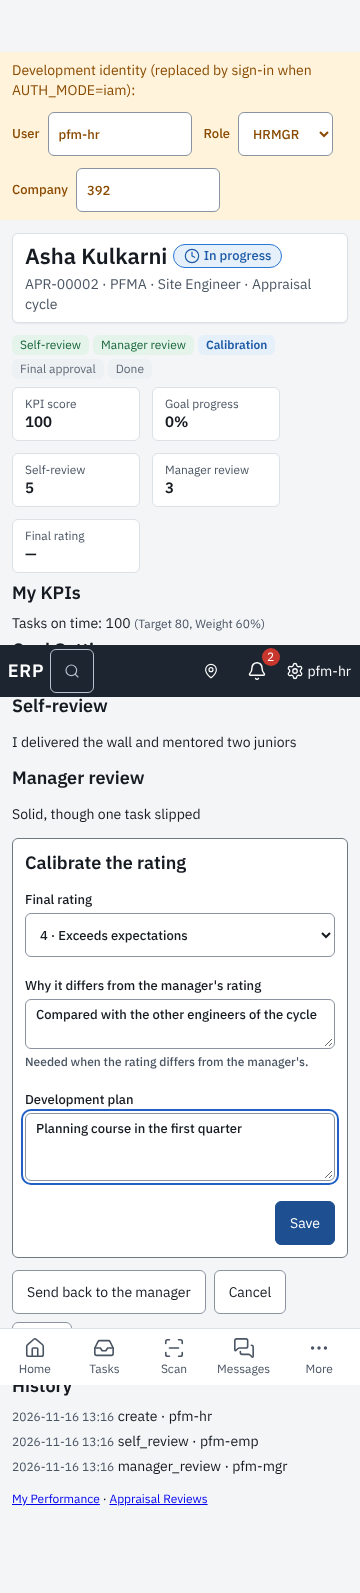 Development identity (replaced by sign-in when
AUTH_MODE=iam):
User pfm-hr Role HRMGR
Company 392
Asha Kulkarni In progress
APR-00002 · PFMA · Site Engineer · Appraisal
cycle
Self-review Manager review Calibration
Final approval Done
KPI score Goal progress
100 0%
Self-review Manager review
5 3
Final rating
—
My KPIs
Tasks on time: 100 (Target 80, Weight 60%)
ERP 2 pfm-hr
Self-review
I delivered the wall and mentored two juniors
Manager review
Solid, though one task slipped
Calibrate the rating
Final rating
4 · Exceeds expectations
Why it differs from the manager's rating
Compared with the other engineers of the cycle
Needed when the rating differs from the manager's.
Development plan
Planning course in the first quarter
Save
Send back to the manager Cancel
Home Tasks Scan Messages More
History
2026-11-16 13:16 create · pfm-hr
2026-11-16 13:16 self_review · pfm-emp
2026-11-16 13:16 manager_review · pfm-mgr
My Performance · Appraisal Reviews